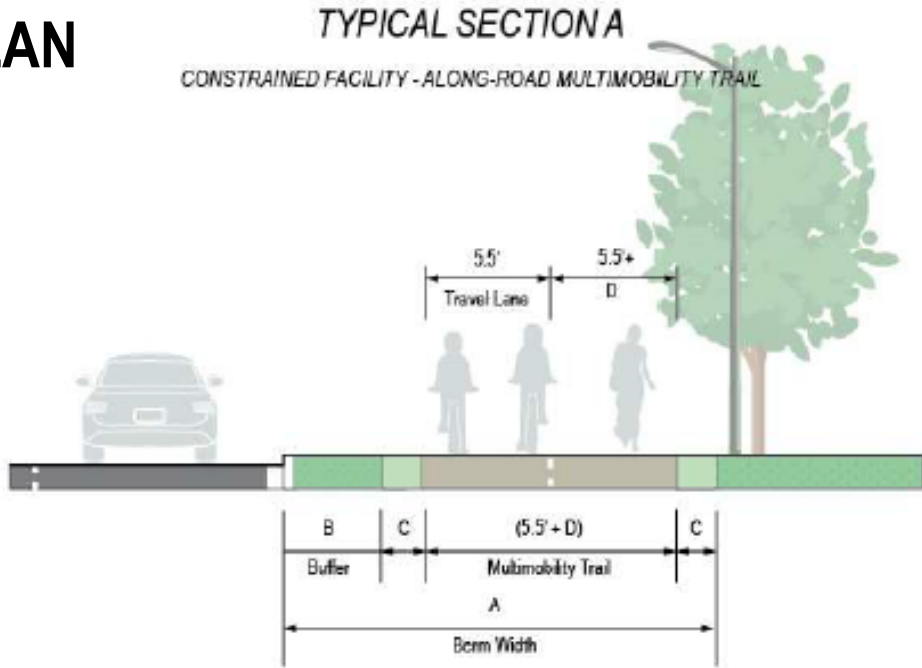 LAN
TYPICAL SECTION A
CONSTRAINED FACILITY - ALONG-ROAD MULTIMOBILITY TRAIL
5.5' 5.5'+
Travel Lane D
B C (5.5' + D) C
Buffer Multimobility Trail
A
Berm Width